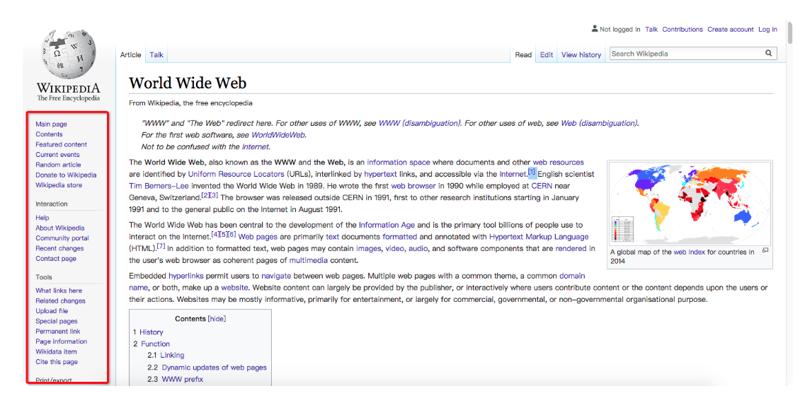 Not logged in Talk Contributions Create account Log in
Article Talk
Read Edit View history Search Wikipedia
WIKIPEDIA
The Free Encyclopedia
Main page
Contents
Featured content
Current events
Random article
Donate to Wikipedia
Wikipedia store
Interaction
Help
About Wikipedia
Community portal
Recent changes
Contact page
Tools
What links here
Related changes
Upload file
Special pages
Permanent link
Page information
Wikidata item
Cite this page
Print/export
World Wide Web
From Wikipedia, the free encyclopedia
"WWW" and "The Web" redirect here. For other uses of WWW, see WWW (disambiguation). For other uses of web, see Web (disambiguation).
For the first web software, see WorldWideWeb.
Not to be confused with the Internet.
The World Wide Web, also known as the WWW and the Web, is an information space where documents and other web resources
are identified by Uniform Resource Locators (URLs), interlinked by hypertext links, and accessible via the Internet.[1] English scientist
Tim Berners-Lee invented the World Wide Web in 1989. He wrote the first web browser in 1990 while employed at CERN near
Geneva, Switzerland.[2][3] The browser was released outside CERN in 1991, first to other research institutions starting in January
1991 and to the general public on the Internet in August 1991.
The World Wide Web has been central to the development of the Information Age and is the primary tool billions of people use to
interact on the Internet.[4][5][6] Web pages are primarily text documents formatted and annotated with Hypertext Markup Language
(HTML).[7] In addition to formatted text, web pages may contain images, video, audio, and software components that are rendered in
the user's web browser as coherent pages of multimedia content.
A global map of the web index for countries in
2014
Embedded hyperlinks permit users to navigate between web pages. Multiple web pages with a common theme, a common domain
name, or both, make up a website. Website content can largely be provided by the publisher, or interactively where users contribute content or the content depends upon the users or
their actions. Websites may be mostly informative, primarily for entertainment, or largely for commercial, governmental, or non-governmental organisational purpose.
Contents [hide]
1 History
2 Function
2.1 Linking
2.2 Dynamic updates of web pages
2.3 WWW prefix